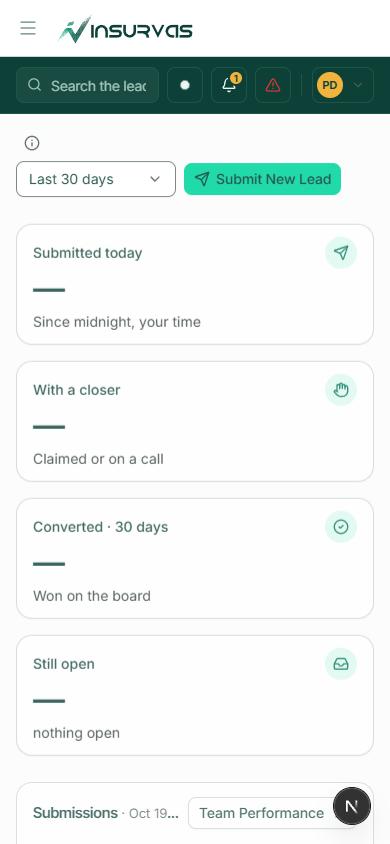 INSURVAS
Search the lead
1
PD
Last 30 days
Submit New Lead
Submitted today
—
Since midnight, your time
With a closer
—
Claimed or on a call
Converted · 30 days
—
Won on the board
Still open
—
nothing open
Submissions · Oct 19...
Team Performance
N